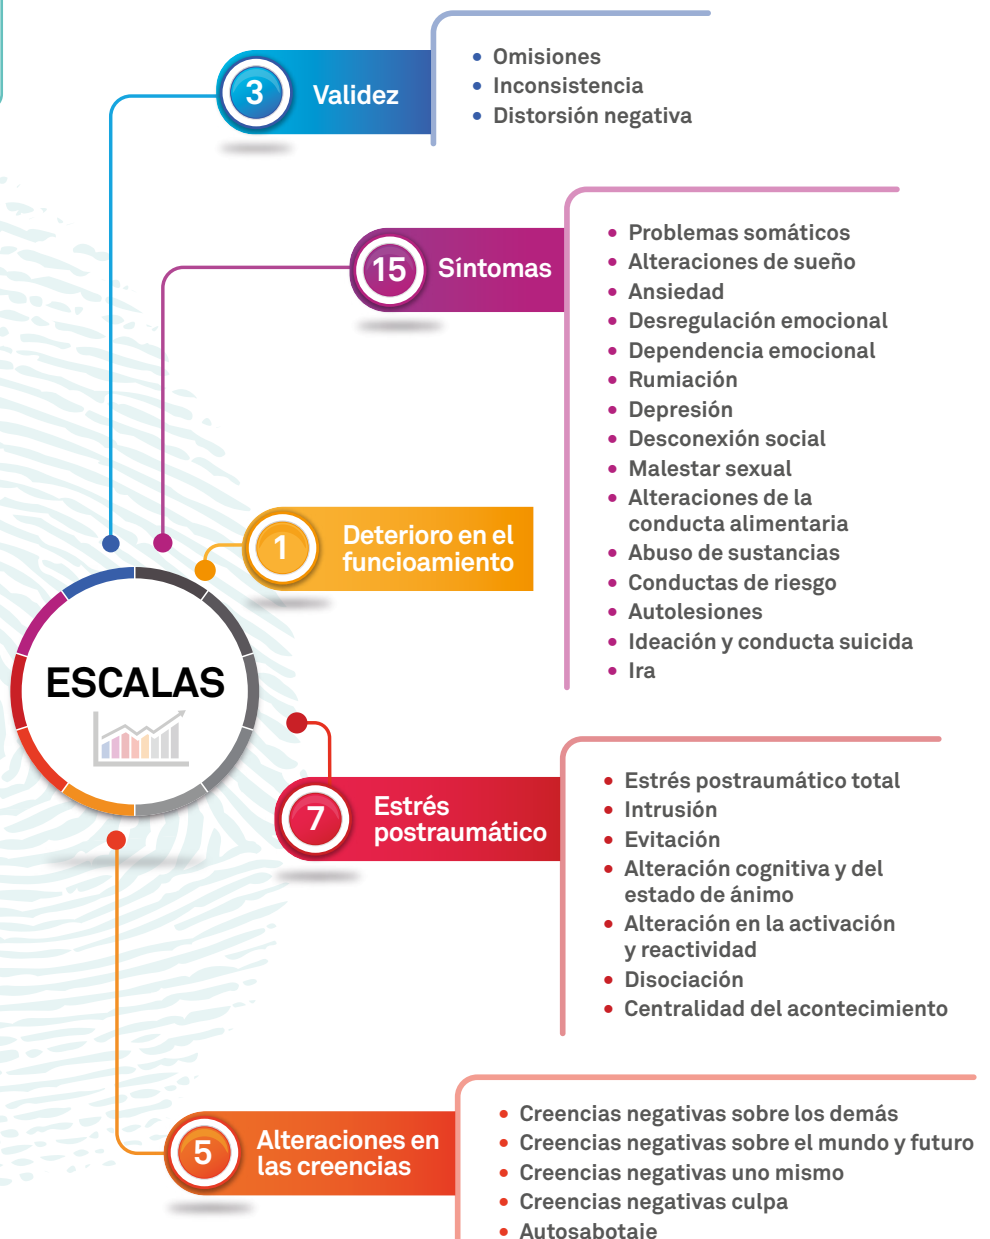 3
Validez
• Omisiones
• Inconsistencia
• Distorsión negativa
15
Síntomas
• Problemas somáticos
• Alteraciones de sueño
• Ansiedad
• Desregulación emocional
• Dependencia emocional
• Rumiación
• Depresión
• Desconexión social
• Malestar sexual
• Alteraciones de la
conducta alimentaria
• Abuso de sustancias
• Conductas de riesgo
• Autolesiones
• Ideación y conducta suicida
• Ira
1
Deterioro en el
funcioamiento
ESCALAS
7
Estrés
postraumático
• Estrés postraumático total
• Intrusión
• Evitación
• Alteración cognitiva y del
estado de ánimo
• Alteración en la activación
y reactividad
• Disociación
• Centralidad del acontecimiento
5
Alteraciones en
las creencias
• Creencias negativas sobre los demás
• Creencias negativas sobre el mundo y futuro
• Creencias negativas uno mismo
• Creencias negativas culpa
• Autosabotaje